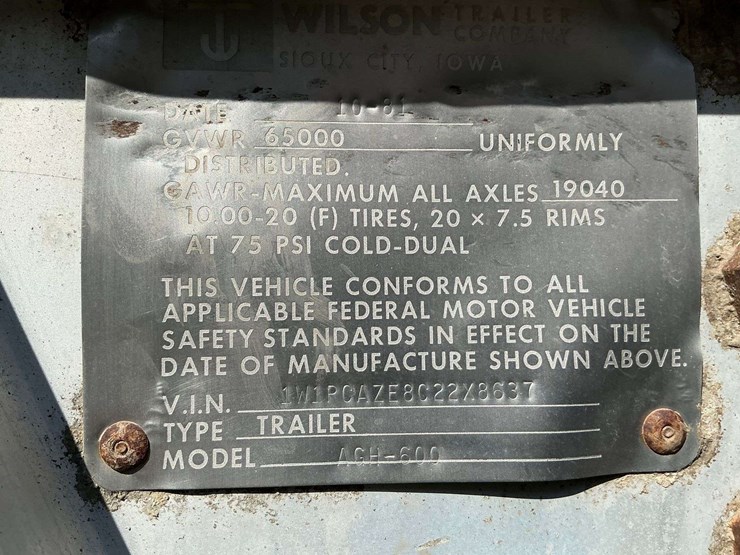 WILSON TRAILER COMPANY
SIOUX CITY, IOWA
DATE 10-81
GVWR 65000 UNIFORMLY
DISTRIBUTED.
GAWR-MAXIMUM ALL AXLES 19040
10.00-20 (F) TIRES, 20 × 7.5 RIMS
AT 75 PSI COLD-DUAL
THIS VEHICLE CONFORMS TO ALL
APPLICABLE FEDERAL MOTOR VEHICLE
SAFETY STANDARDS IN EFFECT ON THE
DATE OF MANUFACTURE SHOWN ABOVE.
V.I.N. 1W1PCAZE8C22X8637
TYPE TRAILER
MODEL AGH-600